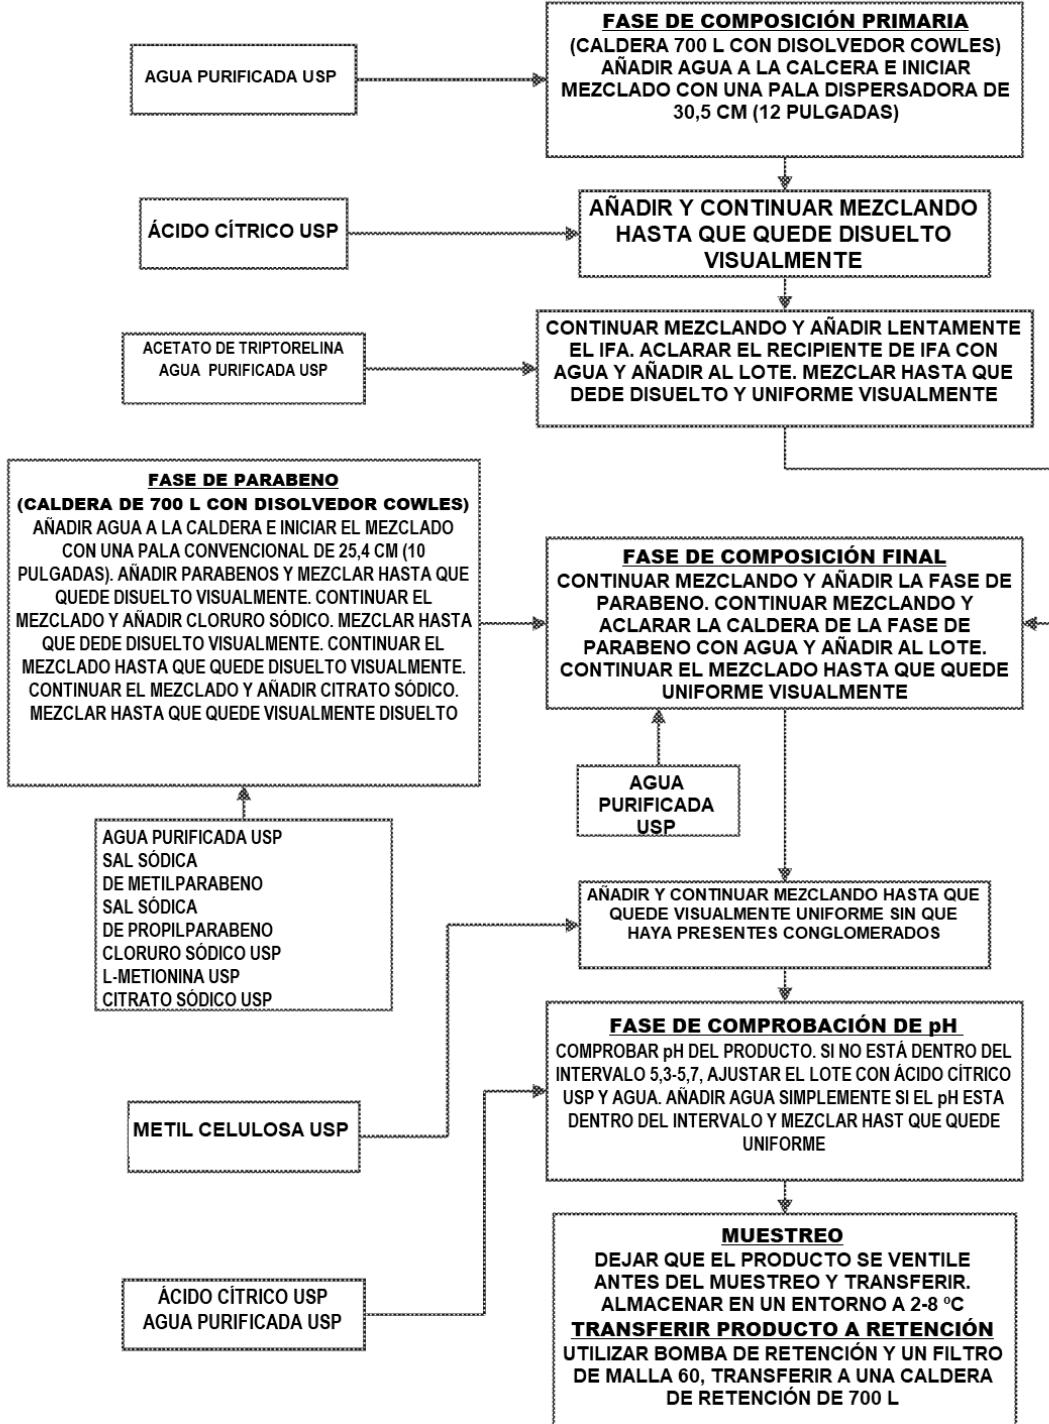 FASE DE COMPOSICIÓN PRIMARIA
(CALDERA 700 L CON DISOLVEDOR COWLES)
AÑADIR AGUA A LA CALCERA E INICIAR
MEZCLADO CON UNA PALA DISPERSADORA DE
30,5 CM (12 PULGADAS)
AGUA PURIFICADA USP
ÁCIDO CÍTRICO USP
AÑADIR Y CONTINUAR MEZCLANDO
HASTA QUE QUEDE DISUELTO
VISUALMENTE
ACETATO DE TRIPTORELINA
AGUA PURIFICADA USP
CONTINUAR MEZCLANDO Y AÑADIR LENTAMENTE
EL IFA. ACLARAR EL RECIPIENTE DE IFA CON
AGUA Y AÑADIR AL LOTE. MEZCLAR HASTA QUE
DEDE DISUELTO Y UNIFORME VISUALMENTE
FASE DE PARABENO
(CALDERA DE 700 L CON DISOLVEDOR COWLES)
AÑADIR AGUA A LA CALDERA E INICIAR EL MEZCLADO
CON UNA PALA CONVENCIONAL DE 25,4 CM (10
PULGADAS). AÑADIR PARABENOS Y MEZCLAR HASTA QUE
QUEDE DISUELTO VISUALMENTE. CONTINUAR EL
MEZCLADO Y AÑADIR CLORURO SÓDICO. MEZCLAR HASTA
QUE DEDE DISUELTO VISUALMENTE. CONTINUAR EL
MEZCLADO HASTA QUE QUEDE DISUELTO VISUALMENTE.
CONTINUAR EL MEZCLADO Y AÑADIR CITRATO SÓDICO.
MEZCLAR HASTA QUE QUEDE VISUALMENTE DISUELTO
FASE DE COMPOSICIÓN FINAL
CONTINUAR MEZCLANDO Y AÑADIR LA FASE DE
PARABENO. CONTINUAR MEZCLANDO Y
ACLARAR LA CALDERA DE LA FASE DE
PARABENO CON AGUA Y AÑADIR AL LOTE.
CONTINUAR EL MEZCLADO HASTA QUE QUEDE
UNIFORME VISUALMENTE
AGUA
PURIFICADA
USP
AGUA PURIFICADA USP
SAL SÓDICA
DE METILPARABENO
SAL SÓDICA
DE PROPILPARABENO
CLORURO SÓDICO USP
L-METIONINA USP
CITRATO SÓDICO USP
AÑADIR Y CONTINUAR MEZCLANDO HASTA QUE
QUEDE VISUALMENTE UNIFORME SIN QUE
HAYA PRESENTES CONGLOMERADOS
METIL CELULOSA USP
FASE DE COMPROBACIÓN DE pH
COMPROBAR pH DEL PRODUCTO. SI NO ESTÁ DENTRO DEL
INTERVALO 5,3-5,7, AJUSTAR EL LOTE CON ÁCIDO CÍTRICO
USP Y AGUA. AÑADIR AGUA SIMPLEMENTE SI EL pH ESTA
DENTRO DEL INTERVALO Y MEZCLAR HAST QUE QUEDE
UNIFORME
ÁCIDO CÍTRICO USP
AGUA PURIFICADA USP
MUESTREO
DEJAR QUE EL PRODUCTO SE VENTILE
ANTES DEL MUESTREO Y TRANSFERIR.
ALMACENAR EN UN ENTORNO A 2-8 ºC
TRANSFERIR PRODUCTO A RETENCIÓN
UTILIZAR BOMBA DE RETENCIÓN Y UN FILTRO
DE MALLA 60, TRANSFERIR A UNA CALDERA
DE RETENCIÓN DE 700 L